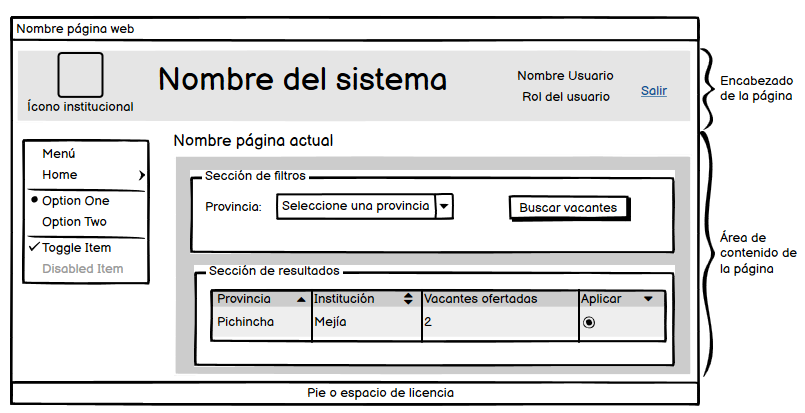 Nombre página web
Ícono institucional
Nombre del sistema
Nombre Usuario
Rol del usuario
Salir
Encabezado
de la página
Menú
Home
Option One
Option Two
Toggle Item
Disabled Item
Nombre página actual
Sección de filtros
Provincia:
Seleccione una provincia
Buscar vacantes
Sección de resultados
Provincia Institución Vacantes ofertadas Aplicar
Pichincha Mejía 2
Área de
contenido de
la página
Pie o espacio de licencia